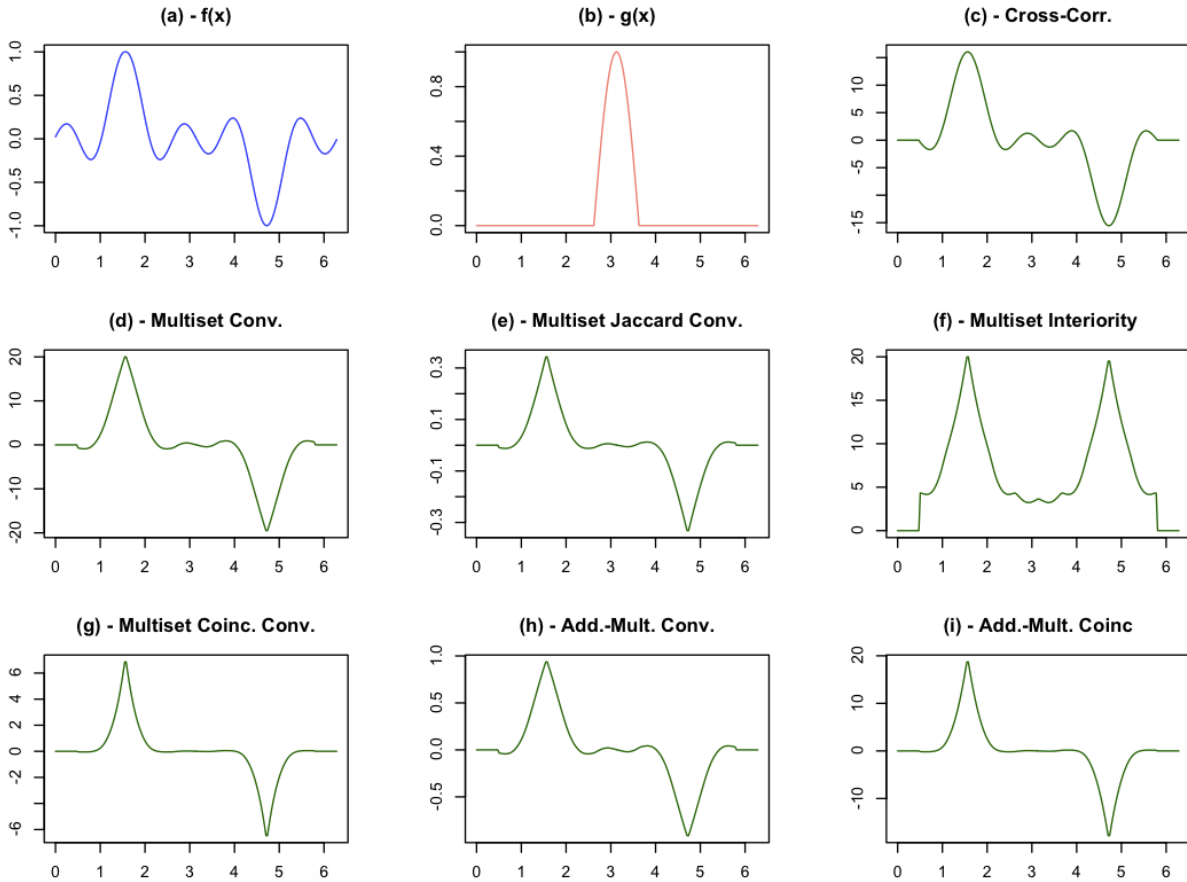 (a) - f(x)
(b) - g(x)
(c) - Cross-Corr.
1.0
0.5
0.0
-0.5
-1.0
0.8
0.4
0.0
10
5
-5
-15
0 1 2 3 4 5 6
0 1 2 3 4 5 6
0 1 2 3 4 5 6
(d) - Multiset Conv.
(e) - Multiset Jaccard Conv.
(f) - Multiset Interiority
20
10
0
-10
-20
0.3
0.1
-0.1
-0.3
20
15
10
5
0
0 1 2 3 4 5 6
0 1 2 3 4 5 6
0 1 2 3 4 5 6
(g) - Multiset Coinc. Conv.
(h) - Add.-Mult. Conv.
(i) - Add.-Mult. Coinc
6
4
2
0
-2
-6
1.0
0.5
0.0
-0.5
20
10
0
-10
0 1 2 3 4 5 6
0 1 2 3 4 5 6
0 1 2 3 4 5 6